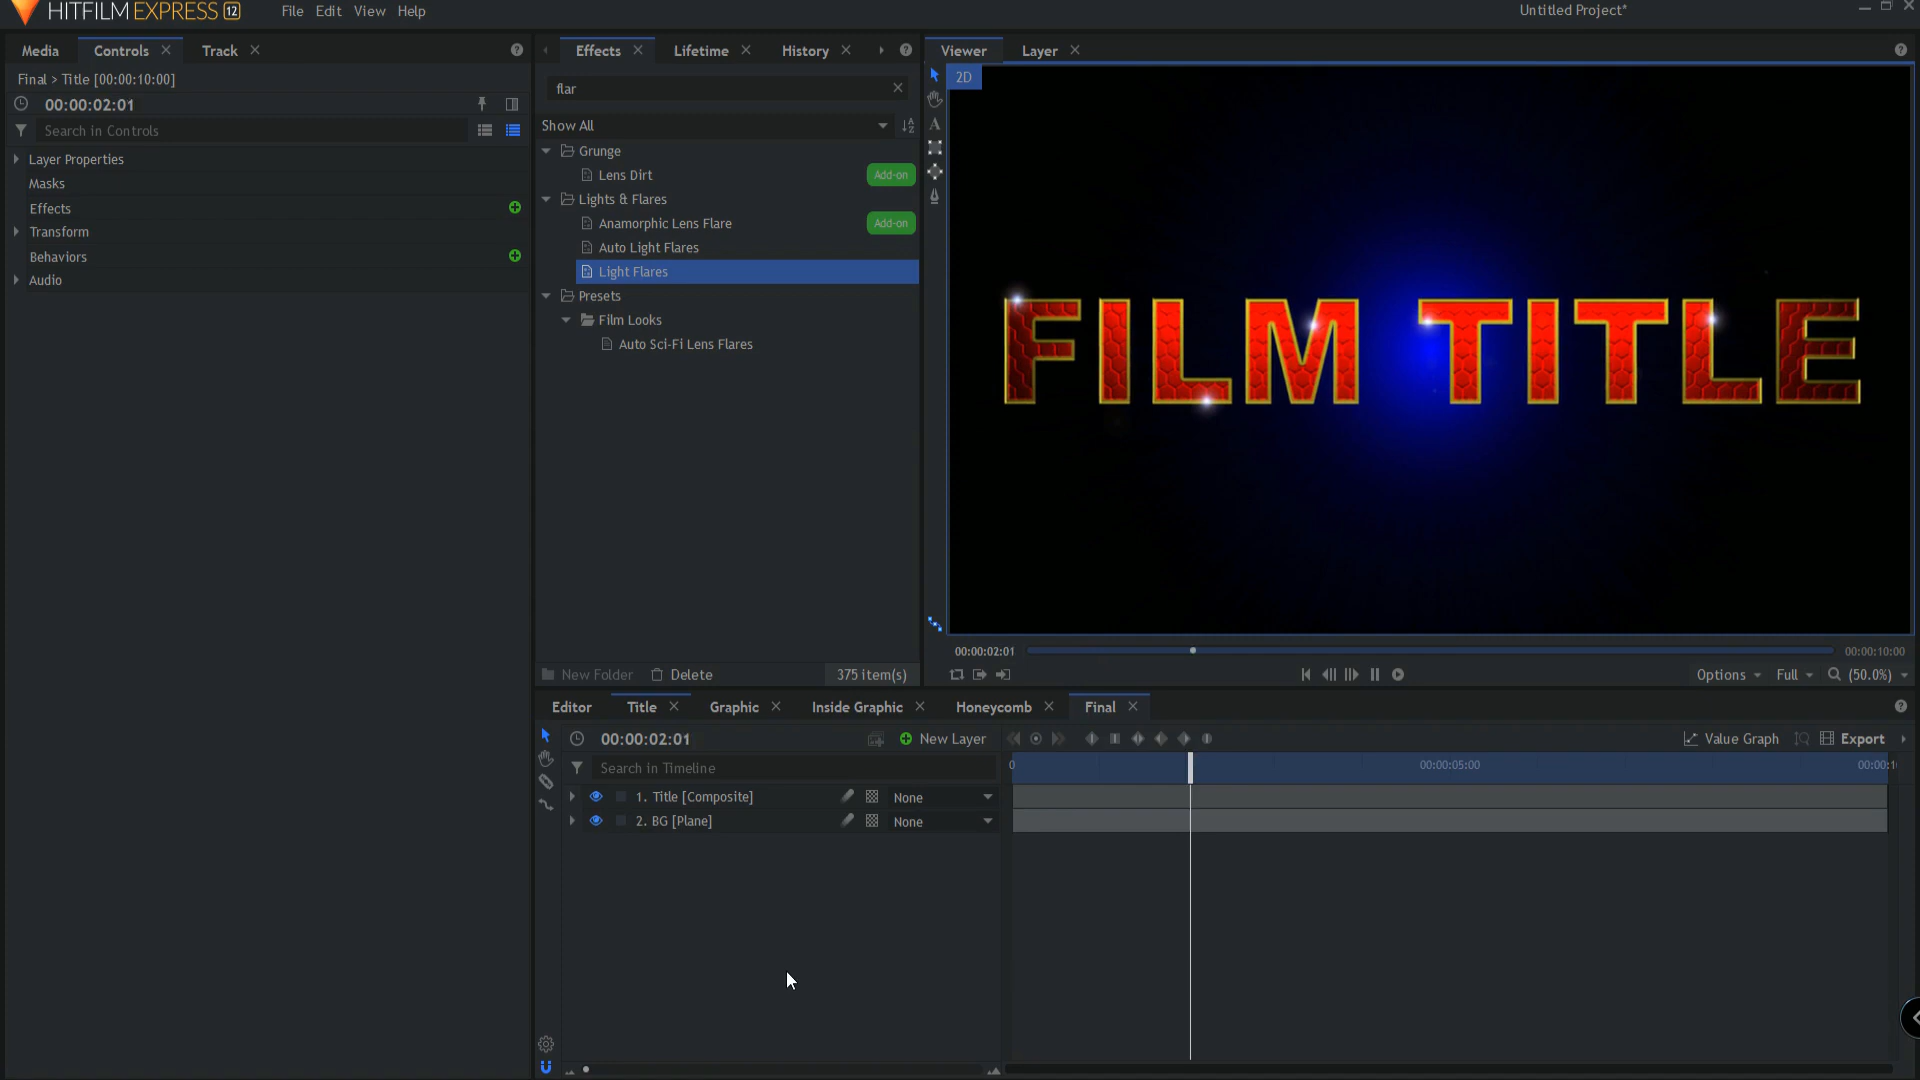 HITFILM EXPRESS 12
File Edit View Help
Untitled Project*
Media Controls Track
Final > Title [00:00:10:00]
00:00:02:01
Search in Controls
Layer Properties
Masks
Effects
Transform
Behaviors
Audio
Effects Lifetime History
flar
Show All
Grunge
Lens Dirt Add-on
Lights & Flares
Anamorphic Lens Flare Add-on
Auto Light Flares
Light Flares
Presets
Film Looks
Auto Sci-Fi Lens Flares
New Folder Delete 375 item(s)
Viewer Layer
2D
FILM TITLE
00:00:02:01 00:00:10:00
Options Full (50.0%)
Editor Title Graphic Inside Graphic Honeycomb Final
00:00:02:01 New Layer Value Graph Export
Search in Timeline
0 00:00:05:00 00:00:1
1. Title [Composite] None
2. BG [Plane] None